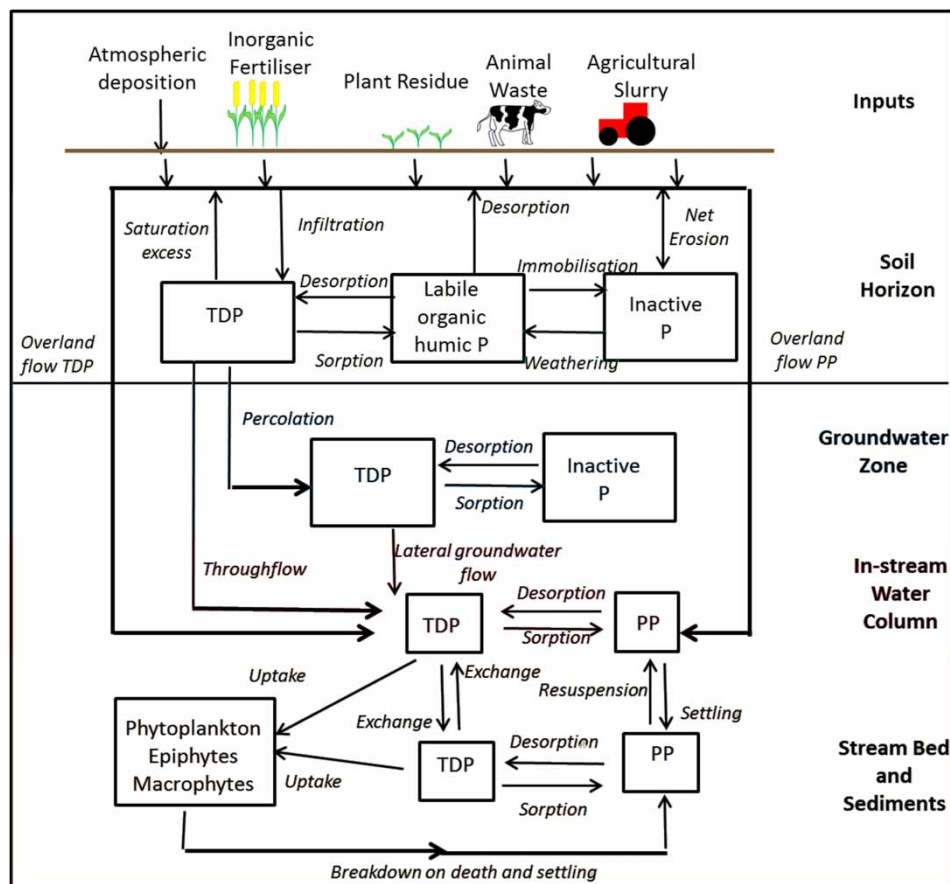 Atmospheric
deposition
Inorganic
Fertiliser
Plant Residue
Animal
Waste
Agricultural
Slurry
Inputs
Saturation
excess
Infiltration
Desorption
Net
Erosion
Desorption
Immobilisation
TDP
Labile
organic
humic P
Inactive
P
Soil
Horizon
Sorption
Weathering
Overland
flow TDP
Overland
flow PP
Percolation
TDP
Desorption
Sorption
Inactive
P
Groundwater
Zone
Throughflow
Lateral groundwater
flow
In-stream
Water
Column
TDP
Desorption
Sorption
PP
Uptake
Exchange
Exchange
Resuspension
Settling
Phytoplankton
Epiphytes
Macrophytes
Uptake
TDP
Desorption
Sorption
PP
Stream Bed
and
Sediments
Breakdown on death and settling